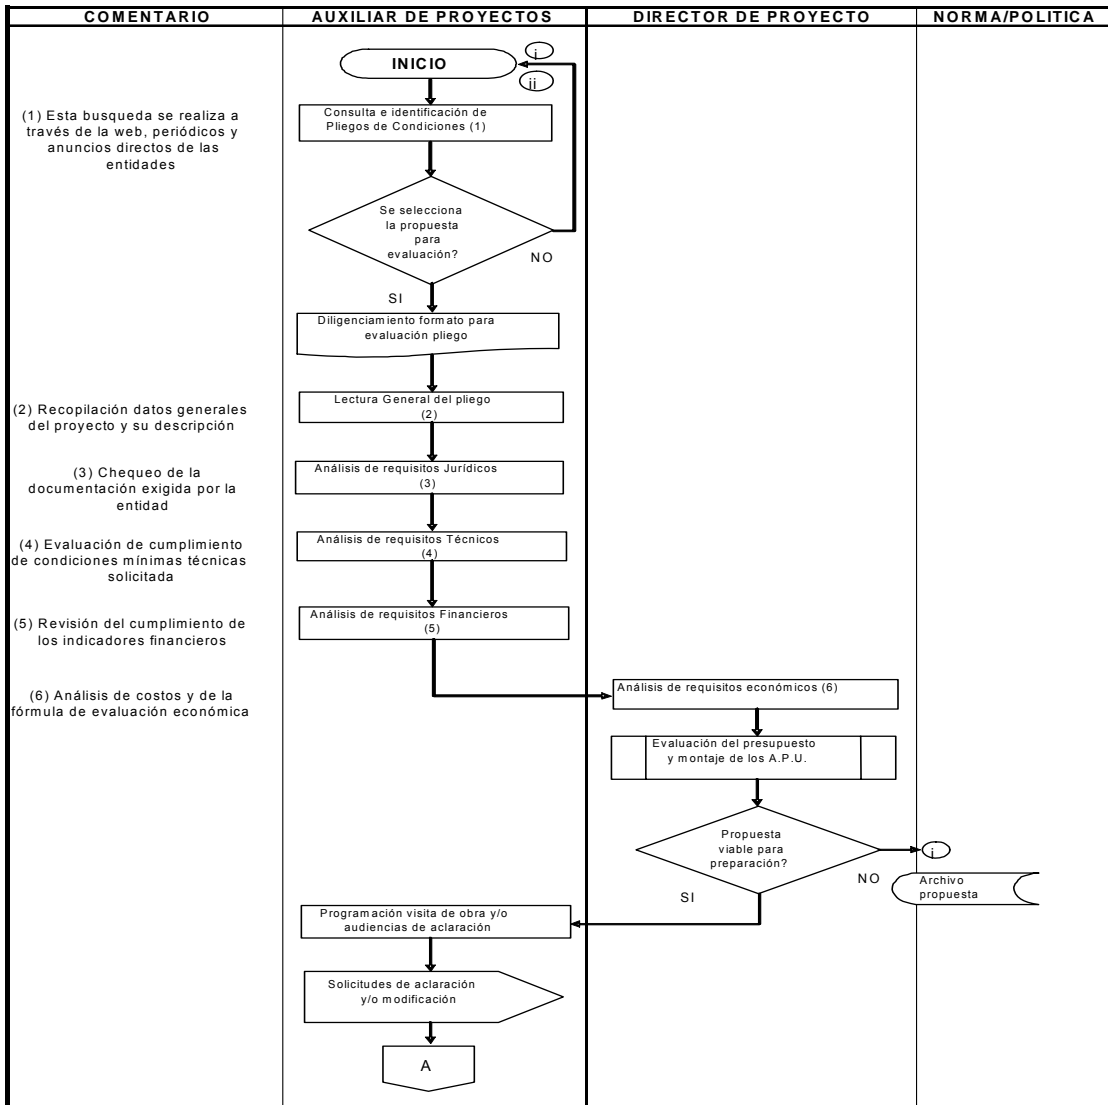 COMENTARIO
AUXILIAR DE PROYECTOS
DIRECTOR DE PROYECTO
NORMA/POLITICA
INICIO
i
ii
(1) Esta busqueda se realiza a
través de la web, periódicos y
anuncios directos de las
entidades
Consulta e identificación de
Pliegos de Condiciones (1)
Se selecciona
la propuesta
para
evaluación?
NO
SI
Diligenciamiento formato para
evaluación pliego
(2) Recopilación datos generales
del proyecto y su descripción
Lectura General del pliego
(2)
(3) Chequeo de la
documentación exigida por la
entidad
Análisis de requisitos Jurídicos
(3)
(4) Evaluación de cumplimiento
de condiciones mínimas técnicas
solicitada
Análisis de requisitos Técnicos
(4)
(5) Revisión del cumplimiento de
los indicadores financieros
Análisis de requisitos Financieros
(5)
(6) Análisis de costos y de la
fórmula de evaluación económica
Análisis de requisitos económicos (6)
Evaluación del presupuesto
y montaje de los A.P.U.
Propuesta
viable para
preparación?
NO
i
Archivo
propuesta
SI
Programación visita de obra y/o
audiencias de aclaración
Solicitudes de aclaración
y/o modificación
A